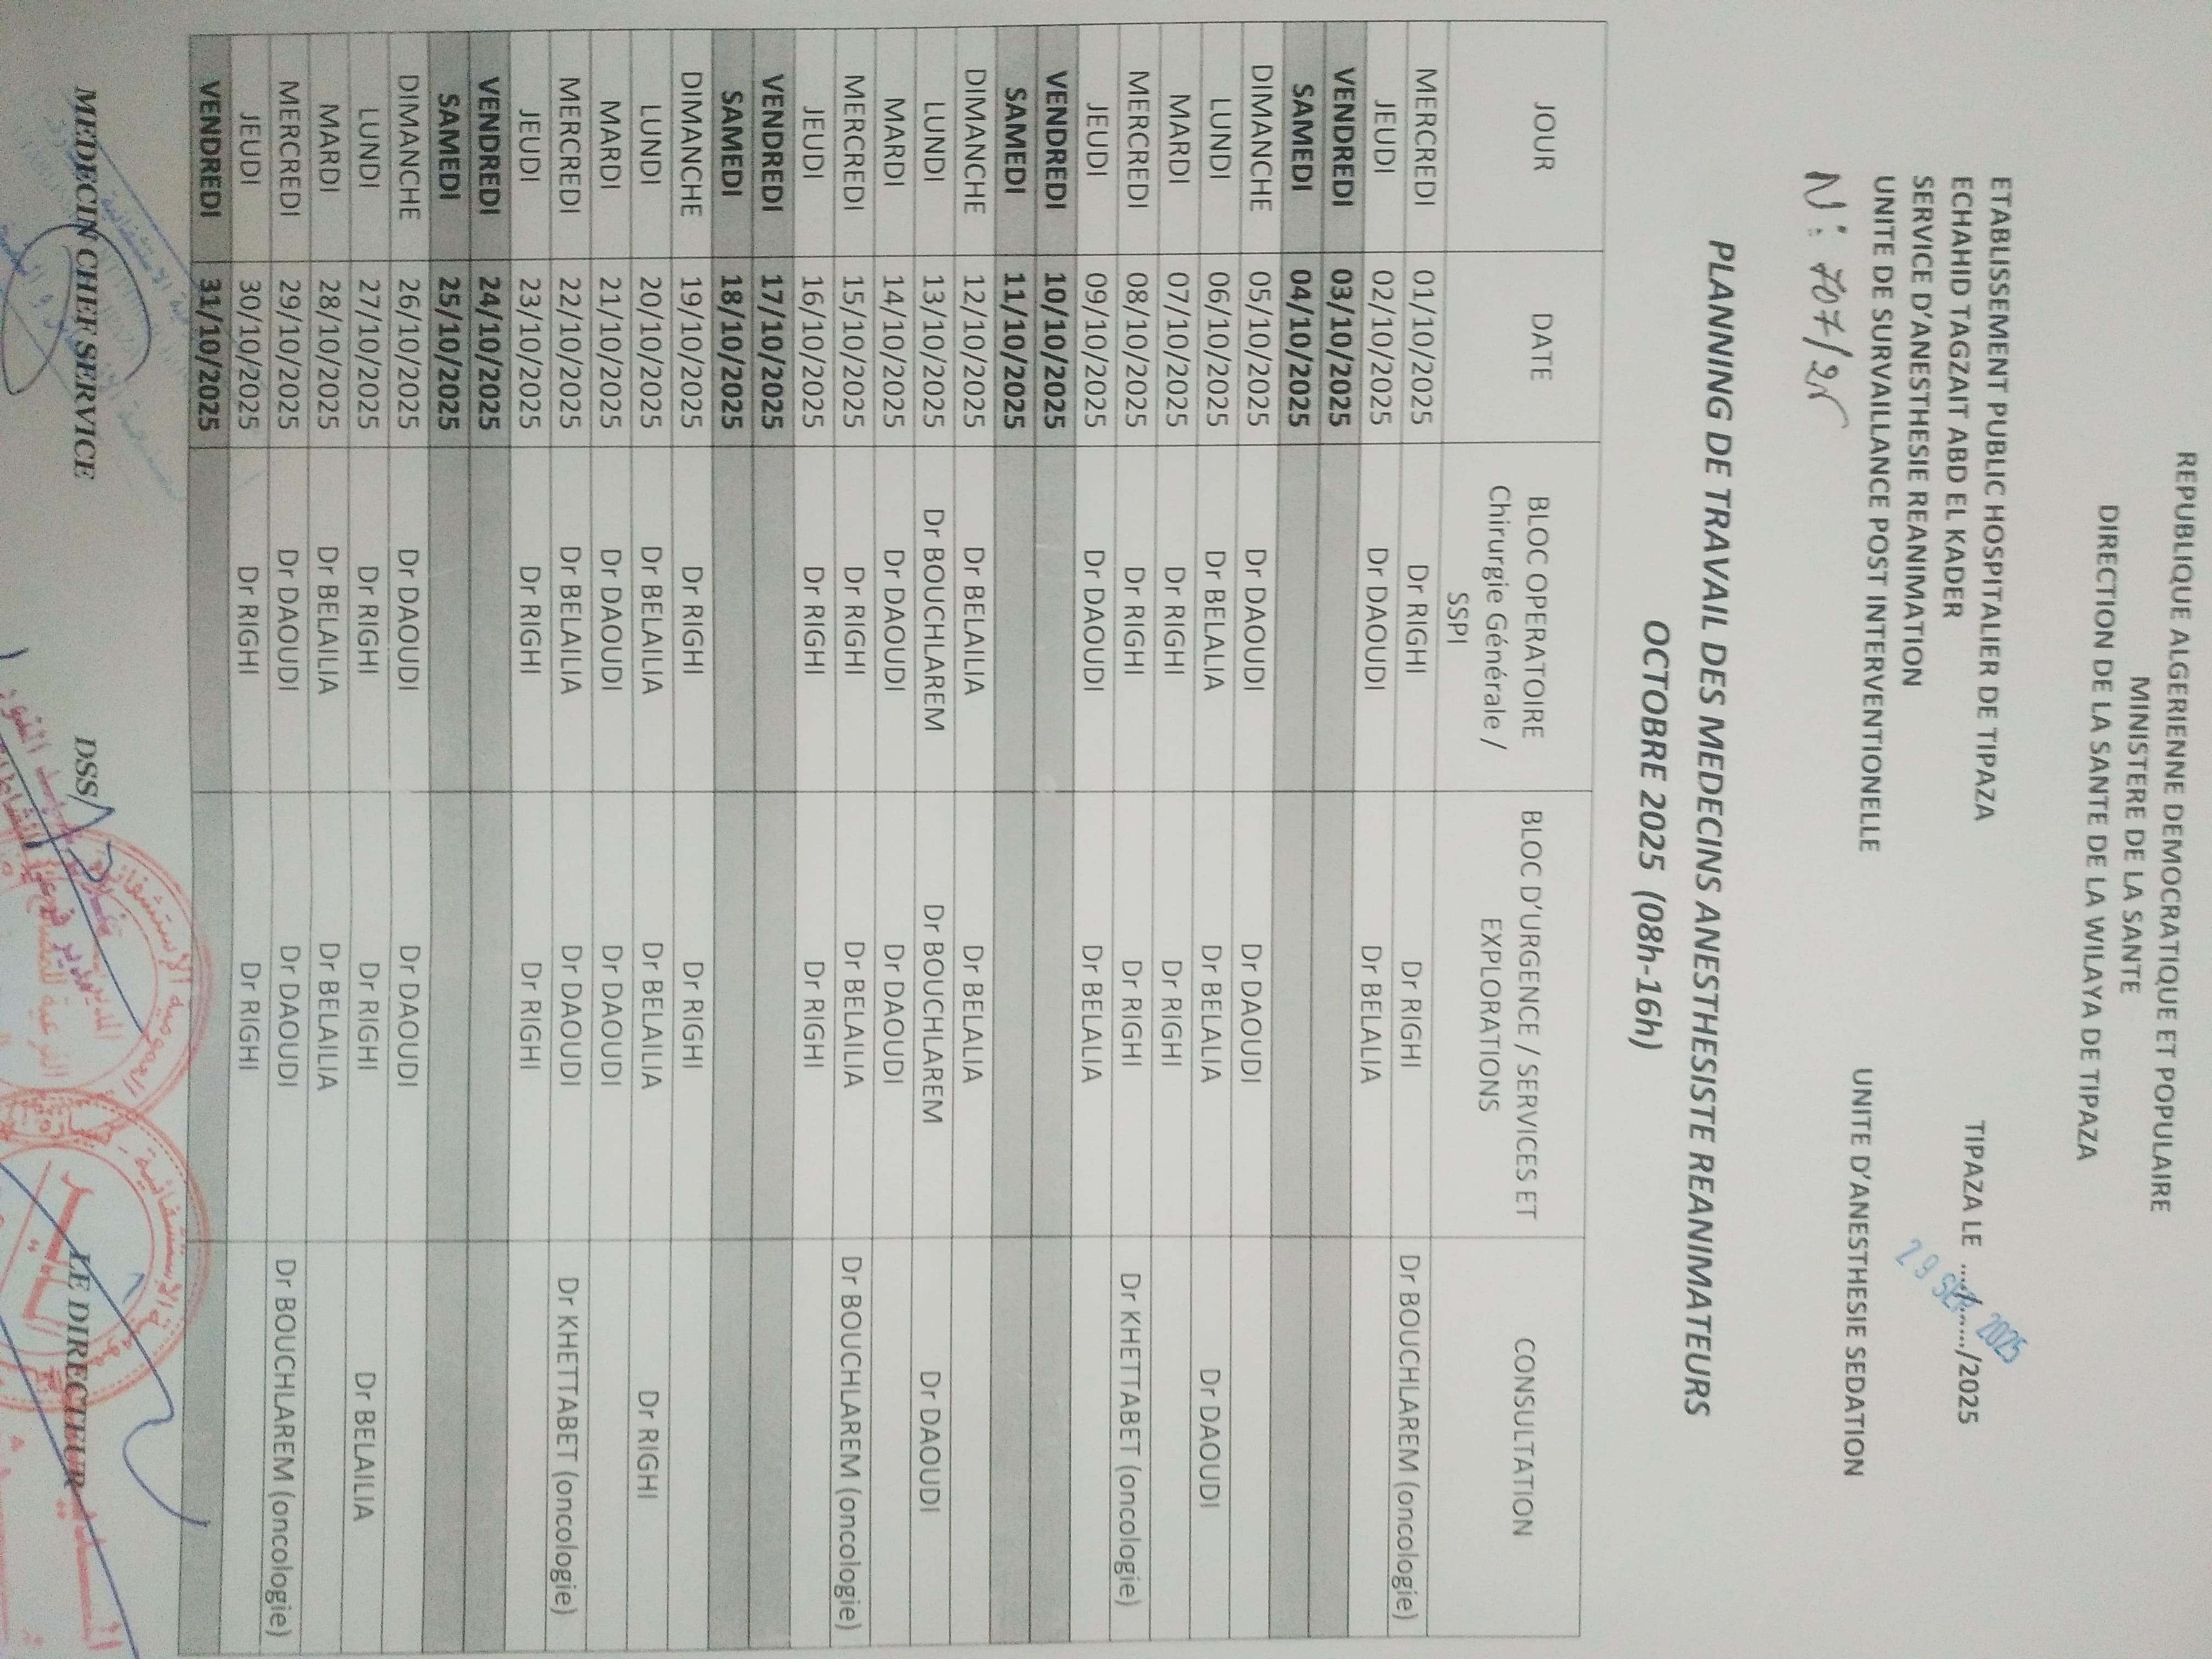 REPUBLIQUE ALGERIENNE DEMOCRATIQUE ET POPULAIRE
MINISTERE DE LA SANTE
DIRECTION DE LA SANTE DE LA WILAYA DE TIPAZA
ETABLISSEMENT PUBLIC HOSPITALIER DE TIPAZA
ECHAHID TAGZAIT ABD EL KADER
SERVICE D'ANESTHESIE REANIMATION
UNITE DE SURVAILLANCE POST INTERVENTIONELLE
N: 707/25
TIPAZA LE ..../....../2025
29 SEP. 2025
UNITE D'ANESTHESIE SEDATION
PLANNING DE TRAVAIL DES MEDECINS ANESTHESISTE REANIMATEURS
OCTOBRE 2025 (08h-16h)
JOUR DATE BLOC OPERATOIRE Chirurgie Générale / SSPI BLOC D'URGENCE / SERVICES ET EXPLORATIONS CONSULTATION
MERCREDI 01/10/2025 Dr RIGHI Dr RIGHI Dr BOUCHLAREM (oncologie)
JEUDI 02/10/2025 Dr DAOUDI Dr BELALIA
VENDREDI 03/10/2025
SAMEDI 04/10/2025
DIMANCHE 05/10/2025 Dr DAOUDI Dr DAOUDI
LUNDI 06/10/2025 Dr BELALIA Dr BELALIA Dr DAOUDI
MARDI 07/10/2025 Dr RIGHI Dr RIGHI
MERCREDI 08/10/2025 Dr RIGHI Dr RIGHI Dr KHETTABET (oncologie)
JEUDI 09/10/2025 Dr DAOUDI Dr BELALIA
VENDREDI 10/10/2025
SAMEDI 11/10/2025
DIMANCHE 12/10/2025 Dr BELAILIA Dr BELALIA
LUNDI 13/10/2025 Dr BOUCHLAREM Dr BOUCHLAREM Dr DAOUDI
MARDI 14/10/2025 Dr DAOUDI Dr DAOUDI
MERCREDI 15/10/2025 Dr RIGHI Dr BELAILIA Dr BOUCHLAREM (oncologie)
JEUDI 16/10/2025 Dr RIGHI Dr RIGHI
VENDREDI 17/10/2025
SAMEDI 18/10/2025
DIMANCHE 19/10/2025 Dr RIGHI Dr RIGHI
LUNDI 20/10/2025 Dr BELAILIA Dr BELAILIA Dr RIGHI
MARDI 21/10/2025 Dr DAOUDI Dr DAOUDI
MERCREDI 22/10/2025 Dr BELAILIA Dr DAOUDI Dr KHETTABET (oncologie)
JEUDI 23/10/2025 Dr RIGHI Dr RIGHI
VENDREDI 24/10/2025
SAMEDI 25/10/2025
DIMANCHE 26/10/2025 Dr DAOUDI Dr DAOUDI
LUNDI 27/10/2025 Dr RIGHI Dr RIGHI Dr BELAILIA
MARDI 28/10/2025 Dr BELAILIA Dr BELAILIA
MERCREDI 29/10/2025 Dr DAOUDI Dr DAOUDI Dr BOUCHLAREM (oncologie)
JEUDI 30/10/2025 Dr RIGHI Dr RIGHI
VENDREDI 31/10/2025
MEDECIN CHEF SERVICE DSS LE DIRECTEUR
العمومية الإستشفائية